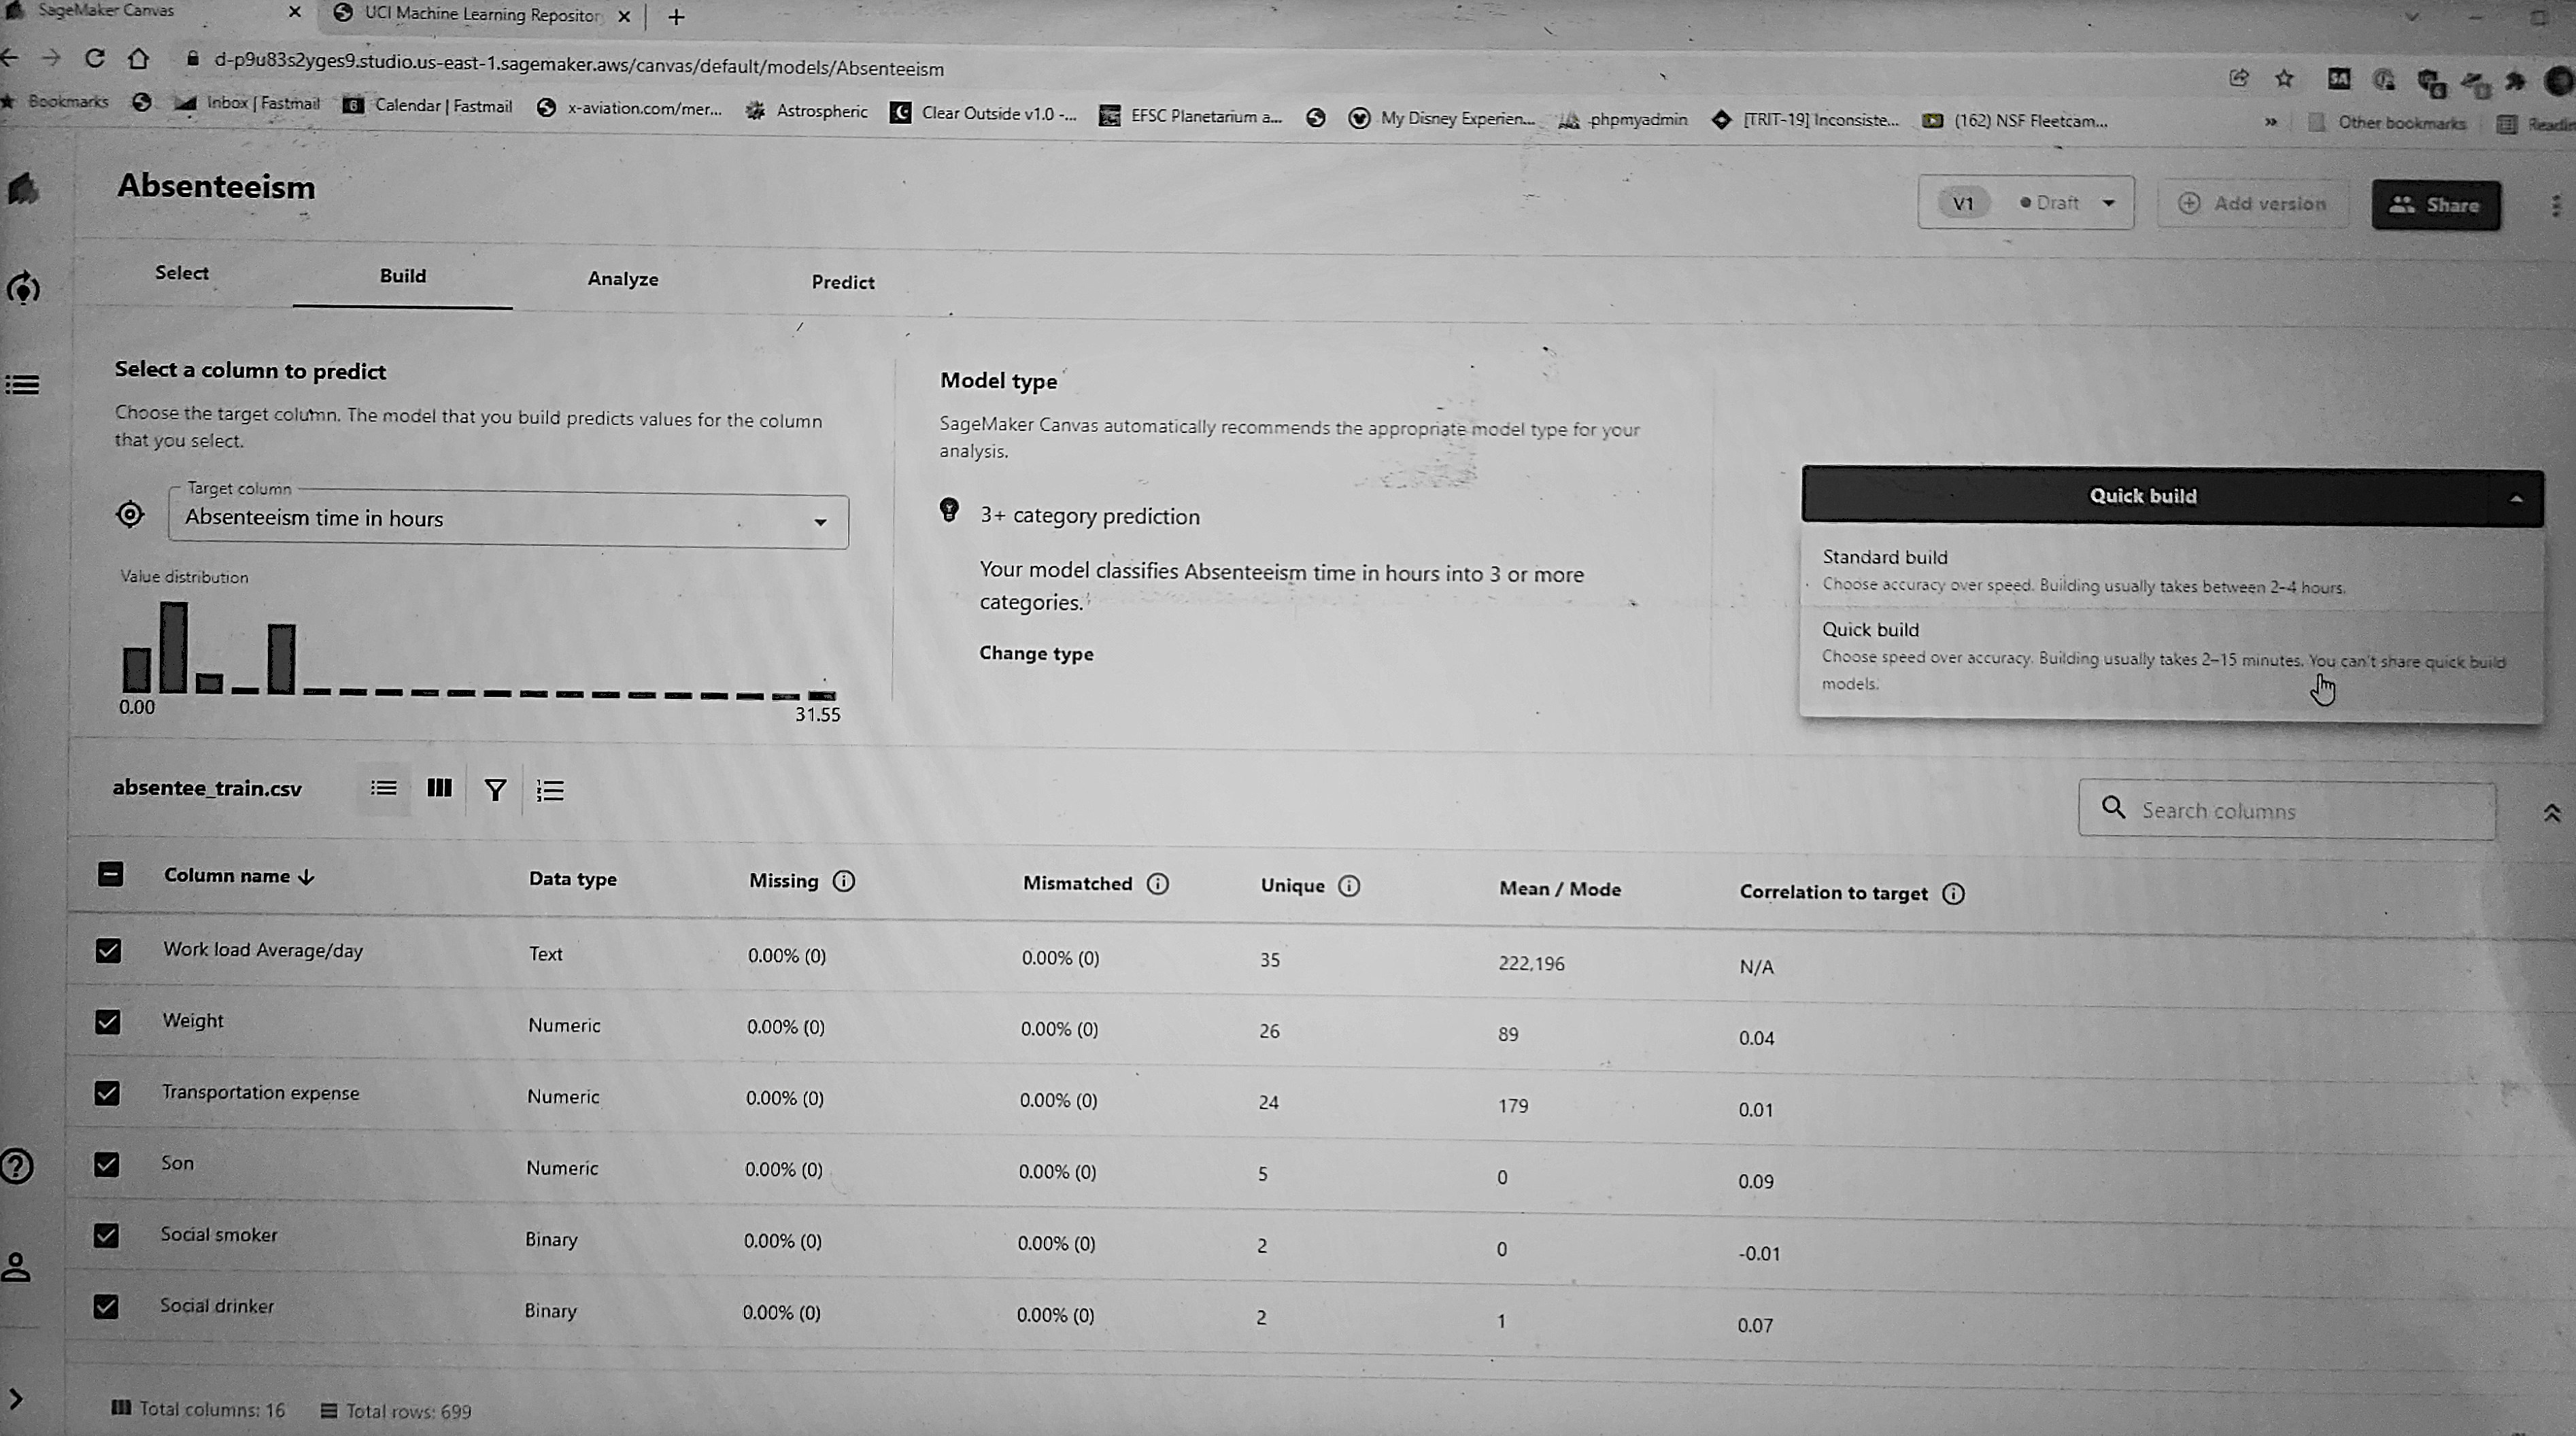 SageMaker Canvas
UCI Machine Learning Repositor
d-p9u83s2yges9.studio.us-east-1.sagemaker.aws/canvas/default/models/Absenteeism
Bookmarks Inbox | Fastmail Calendar | Fastmail x-aviation.com/mer... Astrospheric Clear Outside v1.0 -... EFSC Planetarium a... My Disney Experien... phpmyadmin [TRIT-19] Inconsiste... (162) NSF Fleetcam... » Other bookmarks Readin
Absenteeism
V1 Draft Add version Share
Select Build Analyze Predict
Select a column to predict
Choose the target column. The model that you build predicts values for the column
that you select.
Target column
Absenteeism time in hours
Value distribution
0.00 31.55
Model type
SageMaker Canvas automatically recommends the appropriate model type for your
analysis.
3+ category prediction
Your model classifies Absenteeism time in hours into 3 or more
categories.
Change type
Quick build
Standard build
Choose accuracy over speed. Building usually takes between 2–4 hours.
Quick build
Choose speed over accuracy. Building usually takes 2–15 minutes. You can't share quick build
models.
absentee_train.csv
Search columns
Column name Data type Missing Mismatched Unique Mean / Mode Correlation to target
Work load Average/day Text 0.00% (0) 0.00% (0) 35 222,196 N/A
Weight Numeric 0.00% (0) 0.00% (0) 26 89 0.04
Transportation expense Numeric 0.00% (0) 0.00% (0) 24 179 0.01
Son Numeric 0.00% (0) 0.00% (0) 5 0 0.09
Social smoker Binary 0.00% (0) 0.00% (0) 2 0 -0.01
Social drinker Binary 0.00% (0) 0.00% (0) 2 1 0.07
Total columns: 16 Total rows: 699